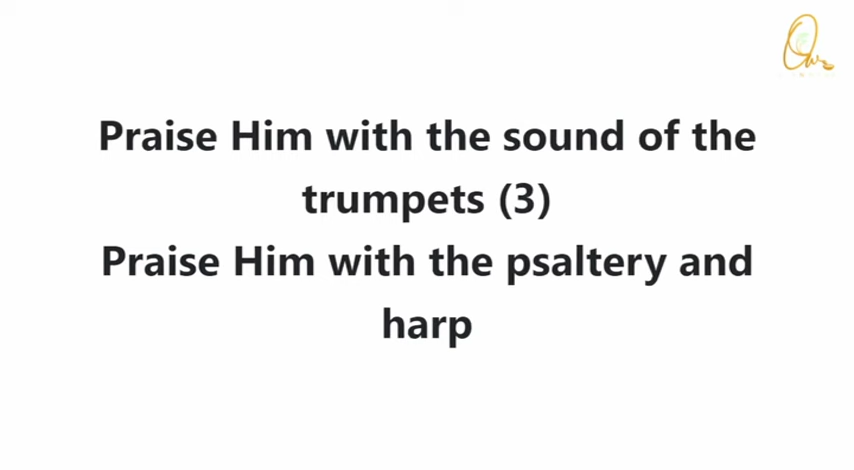 Praise Him with the sound of the
trumpets (3)
Praise Him with the psaltery and
harp